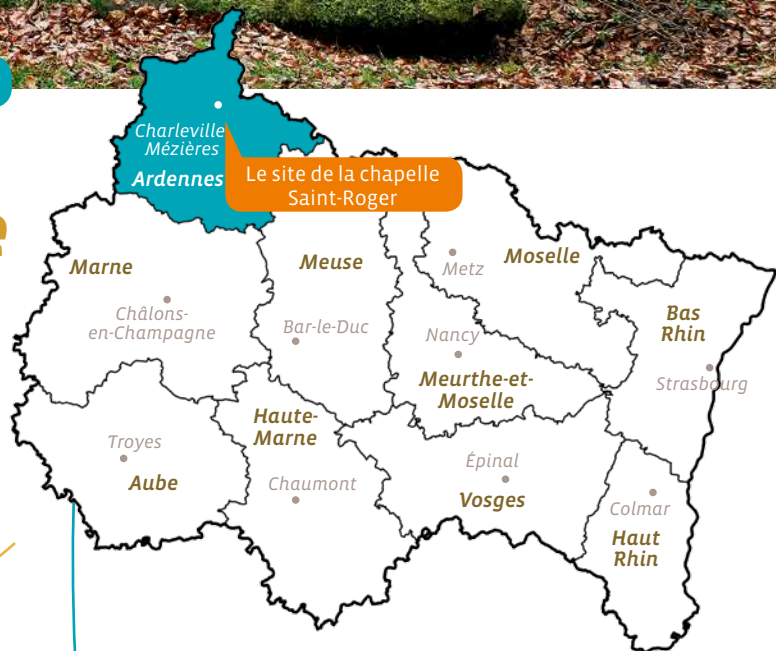 Charleville
Mézières
Ardennes
Le site de la chapelle
Saint-Roger
Marne
Châlons-
en-Champagne
Meuse
Bar-le-Duc
Metz
Moselle
Nancy
Meurthe-et-
Moselle
Bas
Rhin
Strasbourg
Troyes
Aube
Haute-
Marne
Chaumont
Épinal
Vosges
Colmar
Haut
Rhin